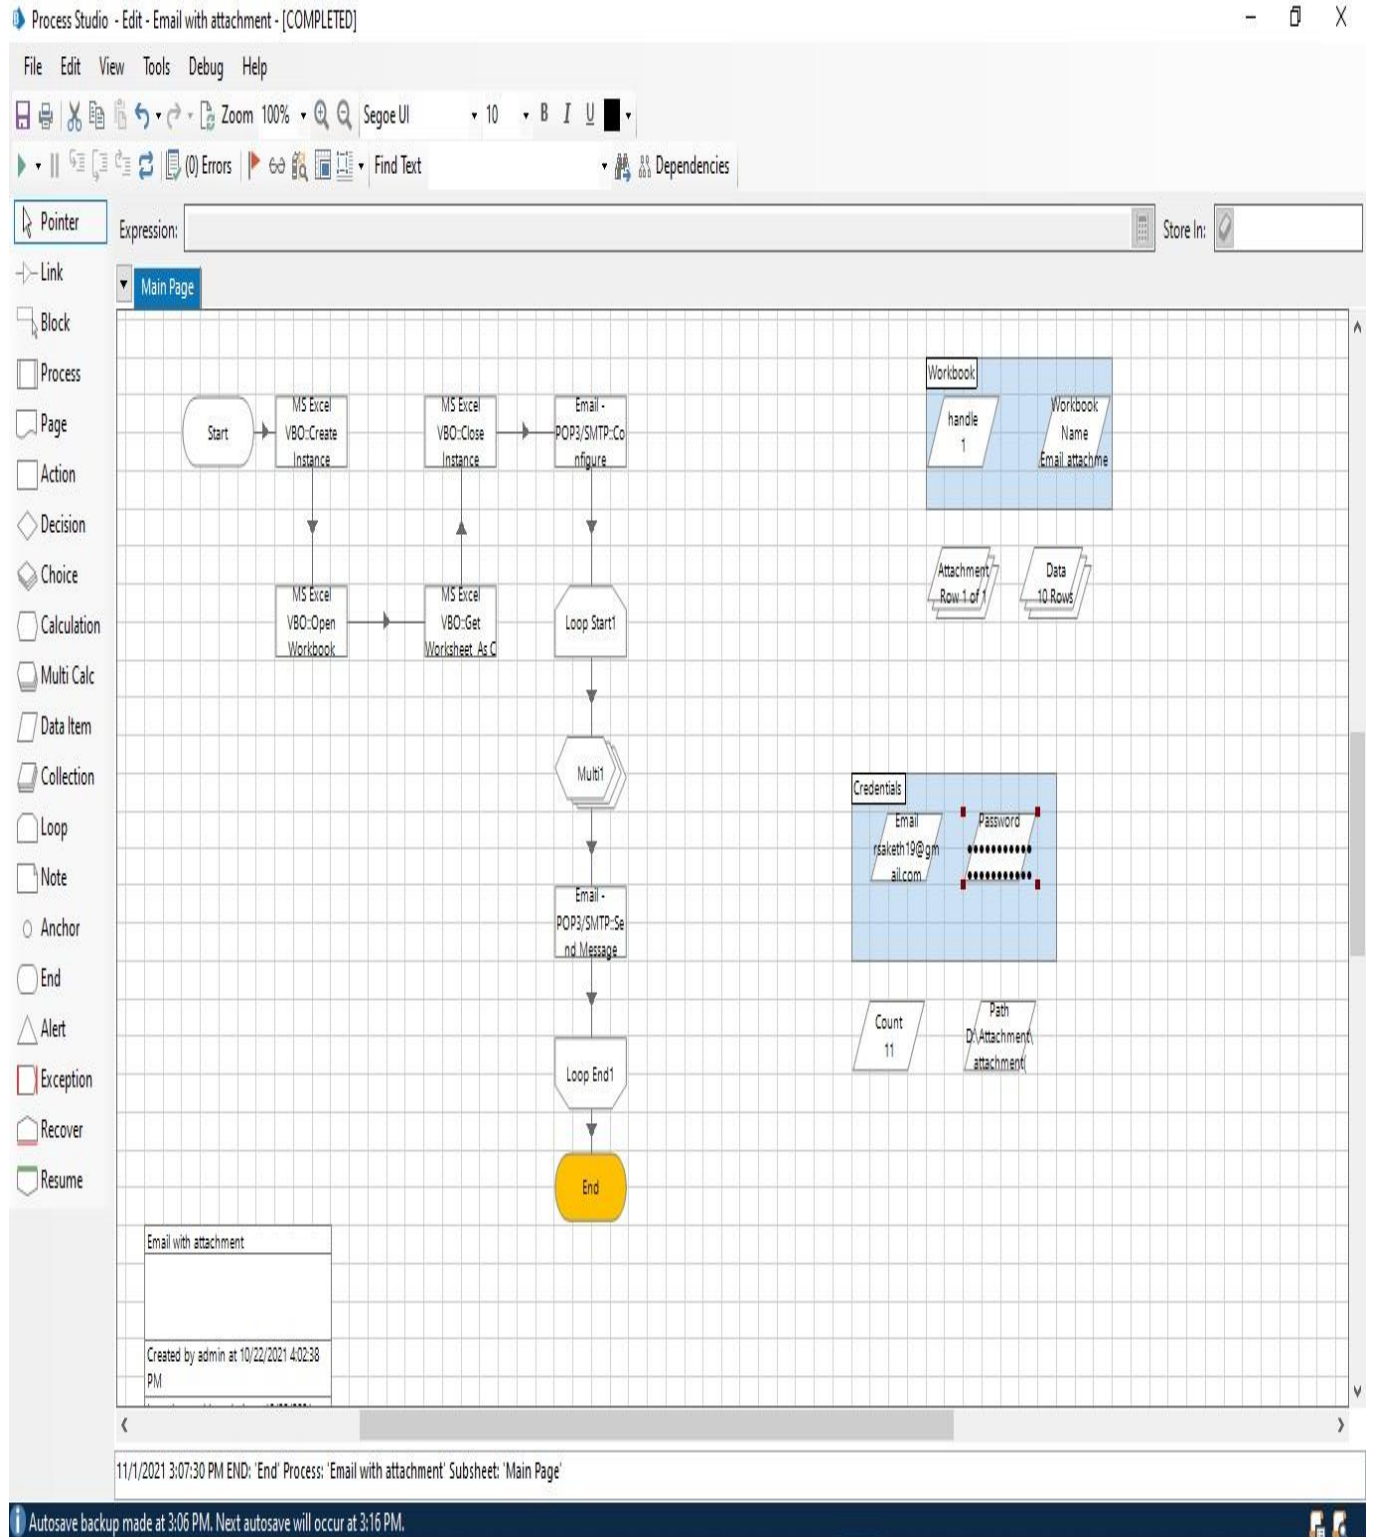 Process Studio - Edit - Email with attachment - [COMPLETED]
File Edit View Tools Debug Help
Zoom 100% Segoe UI 10 B I U
(0) Errors Find Text Dependencies
Pointer
Link
Block
Process
Page
Action
Decision
Choice
Calculation
Multi Calc
Data Item
Collection
Loop
Note
Anchor
End
Alert
Exception
Recover
Resume
Expression:
Store In:
Main Page
Start
MS Excel
VBO::Create
Instance
MS Excel
VBO::Close
Instance
Email -
POP3/SMTP::Co
nfigure
MS Excel
VBO::Open
Workbook
MS Excel
VBO::Get
Worksheet As C
Loop Start1
Multi1
Email -
POP3/SMTP::Se
nd Message
Loop End1
End
Workbook
handle
1
Workbook
Name
Email attachme
Attachment
Row 1 of 1
Data
10 Rows
Credentials
Email
rsaketh19@gm
ail.com
Password
•••••••••••
•••••••••••
Count
11
Path
D:\Attachment\
attachment(
Email with attachment
Created by admin at 10/22/2021 4:02:38
PM
11/1/2021 3:07:30 PM END: 'End' Process: 'Email with attachment' Subsheet: 'Main Page'
Autosave backup made at 3:06 PM. Next autosave will occur at 3:16 PM.